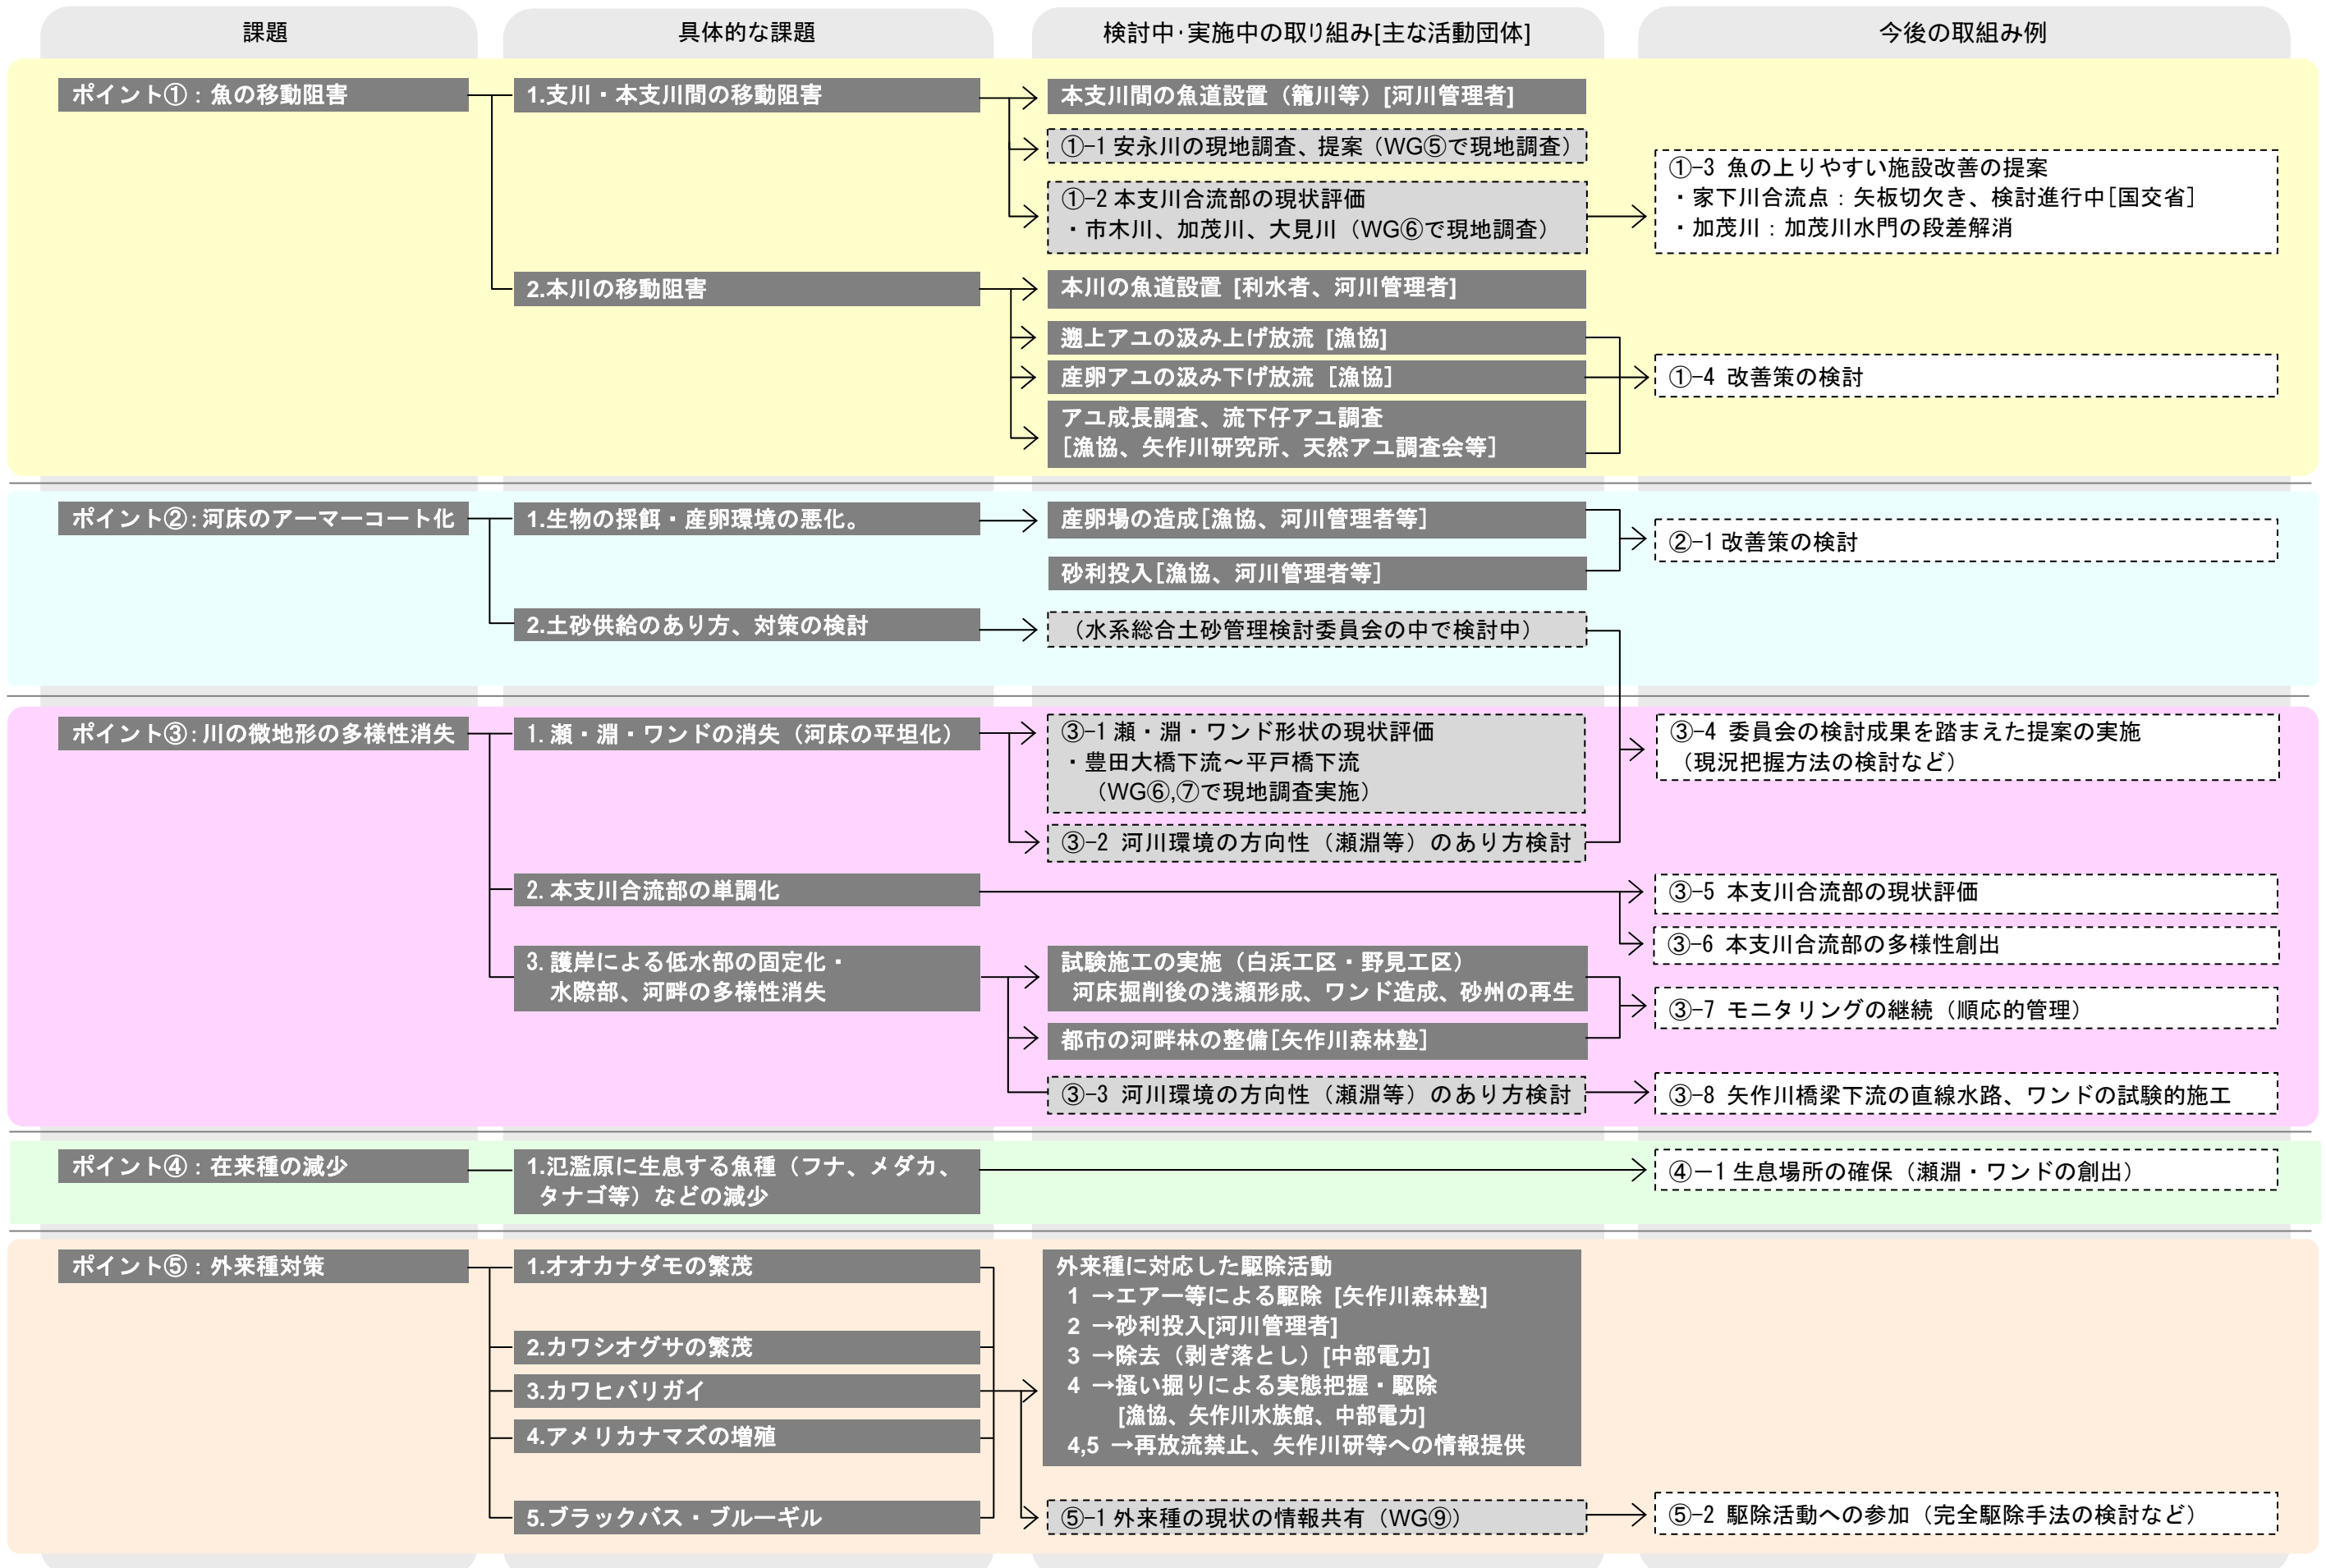 課題
具体的な課題
検討中･実施中の取り組み[主な活動団体]
今後の取組み例
ポイント①：魚の移動阻害
1.支川・本支川間の移動阻害
本支川間の魚道設置（籠川等）[河川管理者]
①-1 安永川の現地調査、提案（WG⑤で現地調査）
①-2 本支川合流部の現状評価
・市木川、加茂川、大見川（WG⑥で現地調査）
①-3 魚の上りやすい施設改善の提案
・家下川合流点：矢板切欠き、検討進行中[国交省]
・加茂川：加茂川水門の段差解消
2.本川の移動阻害
本川の魚道設置 [利水者、河川管理者]
遡上アユの汲み上げ放流 [漁協]
産卵アユの汲み下げ放流 [漁協]
アユ成長調査、流下仔アユ調査
[漁協、矢作川研究所、天然アユ調査会等]
①-4 改善策の検討
ポイント②：河床のアーマーコート化
1.生物の採餌・産卵環境の悪化。
産卵場の造成[漁協、河川管理者等]
砂利投入[漁協、河川管理者等]
②-1 改善策の検討
2.土砂供給のあり方、対策の検討
（水系総合土砂管理検討委員会の中で検討中）
ポイント③：川の微地形の多様性消失
1.瀬・淵・ワンドの消失（河床の平坦化）
③-1 瀬・淵・ワンド形状の現状評価
・豊田大橋下流～平戸橋下流
（WG⑥,⑦で現地調査実施）
③-2 河川環境の方向性（瀬淵等）のあり方検討
③-4 委員会の検討成果を踏まえた提案の実施
（現況把握方法の検討など）
2.本支川合流部の単調化
③-5 本支川合流部の現状評価
③-6 本支川合流部の多様性創出
3.護岸による低水部の固定化・
水際部、河畔の多様性消失
試験施工の実施（白浜工区・野見工区）
河床掘削後の浅瀬形成、ワンド造成、砂州の再生
都市の河畔林の整備[矢作川森林塾]
③-3 河川環境の方向性（瀬淵等）のあり方検討
③-7 モニタリングの継続（順応的管理）
③-8 矢作川橋梁下流の直線水路、ワンドの試験的施工
ポイント④：在来種の減少
1.氾濫原に生息する魚種（フナ、メダカ、
タナゴ等）などの減少
④－1 生息場所の確保（瀬淵・ワンドの創出）
ポイント⑤：外来種対策
1.オオカナダモの繁茂
2.カワシオグサの繁茂
3.カワヒバリガイ
4.アメリカナマズの増殖
5.ブラックバス・ブルーギル
外来種に対応した駆除活動
1 →エアー等による駆除 [矢作川森林塾]
2 →砂利投入[河川管理者]
3 →除去（剥ぎ落とし）[中部電力]
4 →掻い掘りによる実態把握・駆除
[漁協、矢作川水族館、中部電力]
4,5 →再放流禁止、矢作川研等への情報提供
⑤-1 外来種の現状の情報共有（WG⑨）
⑤-2 駆除活動への参加（完全駆除手法の検討など）